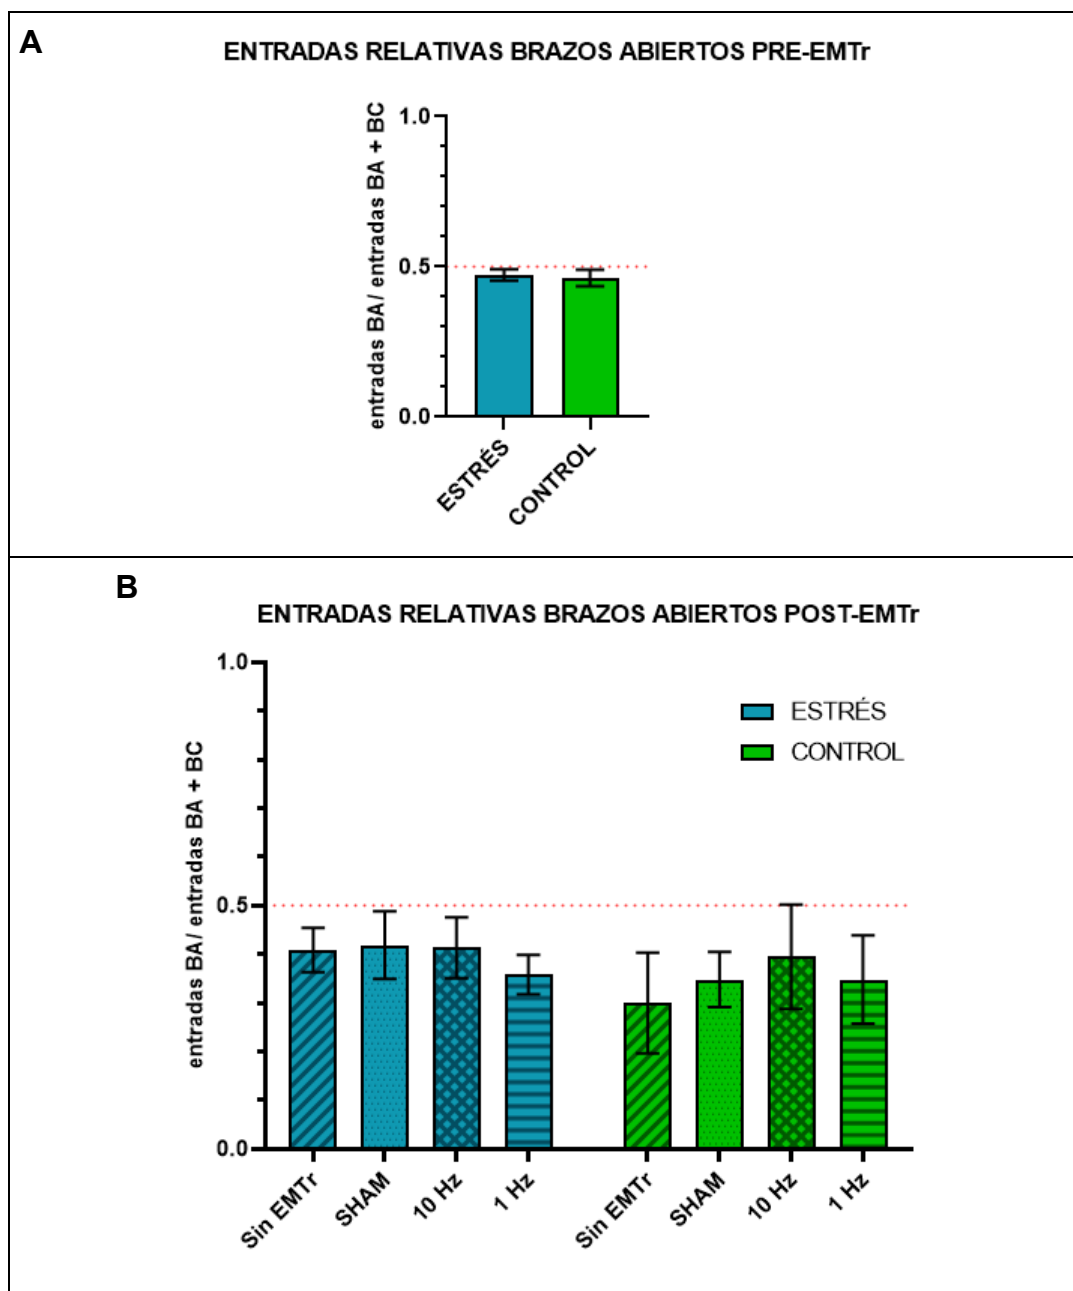 A
ENTRADAS RELATIVAS BRAZOS ABIERTOS PRE-EMTr
entradas BA/ entradas BA + BC
1.0
0.5
0.0
ESTRÉS
CONTROL
B
ENTRADAS RELATIVAS BRAZOS ABIERTOS POST-EMTr
entradas BA/ entradas BA + BC
1.0
0.5
0.0
ESTRÉS
CONTROL
Sin EMTr
SHAM
10 Hz
1 Hz
Sin EMTr
SHAM
10 Hz
1 Hz